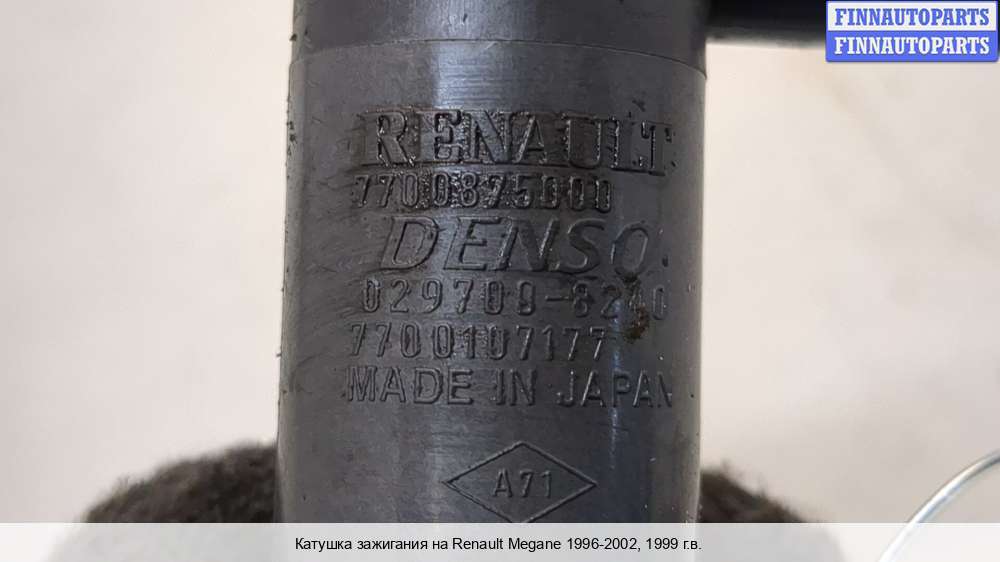 FINNAUTOPARTS
FINNAUTOPARTS
RENAULT
7700875000
DENSO
029700-8240
7700107177
MADE IN JAPAN
A71
Катушка зажигания на Renault Megane 1996-2002, 1999 г.в.